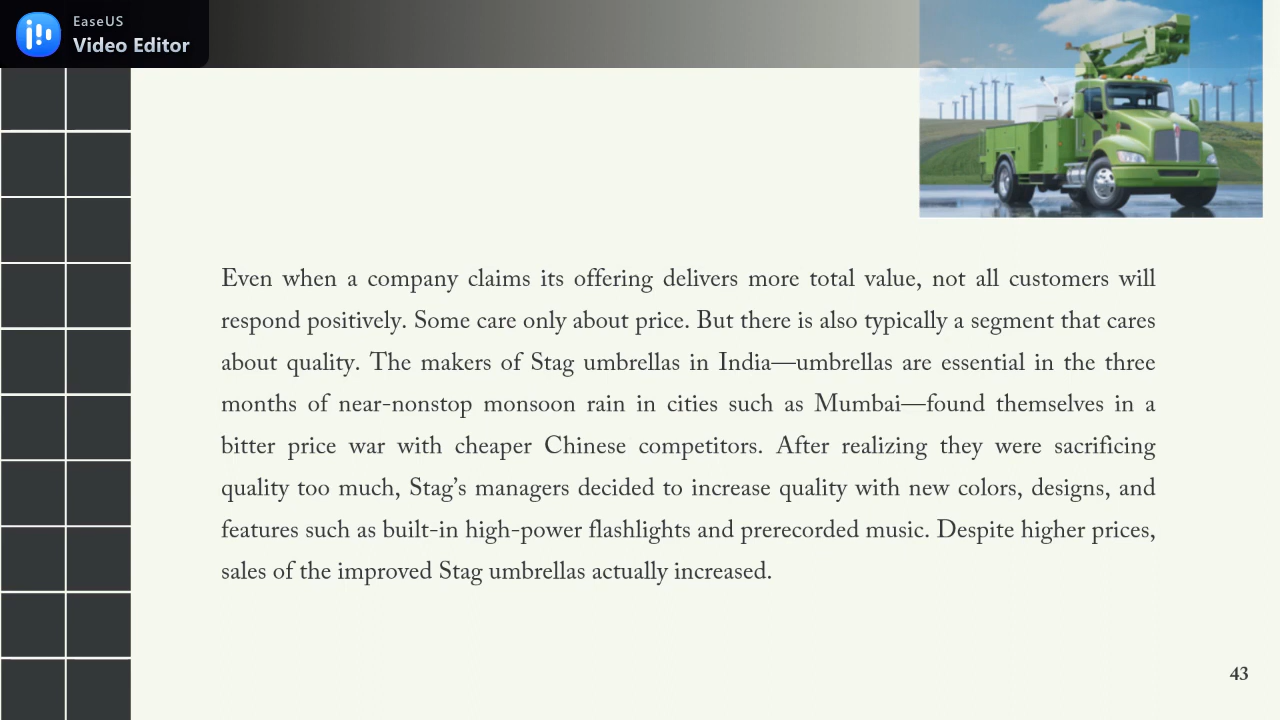 EaseUS
Video Editor
Even when a company claims its offering delivers more total value, not all customers will
respond positively. Some care only about price. But there is also typically a segment that cares
about quality. The makers of Stag umbrellas in India—umbrellas are essential in the three
months of near-nonstop monsoon rain in cities such as Mumbai—found themselves in a
bitter price war with cheaper Chinese competitors. After realizing they were sacrificing
quality too much, Stag’s managers decided to increase quality with new colors, designs, and
features such as built-in high-power flashlights and prerecorded music. Despite higher prices,
sales of the improved Stag umbrellas actually increased.
43